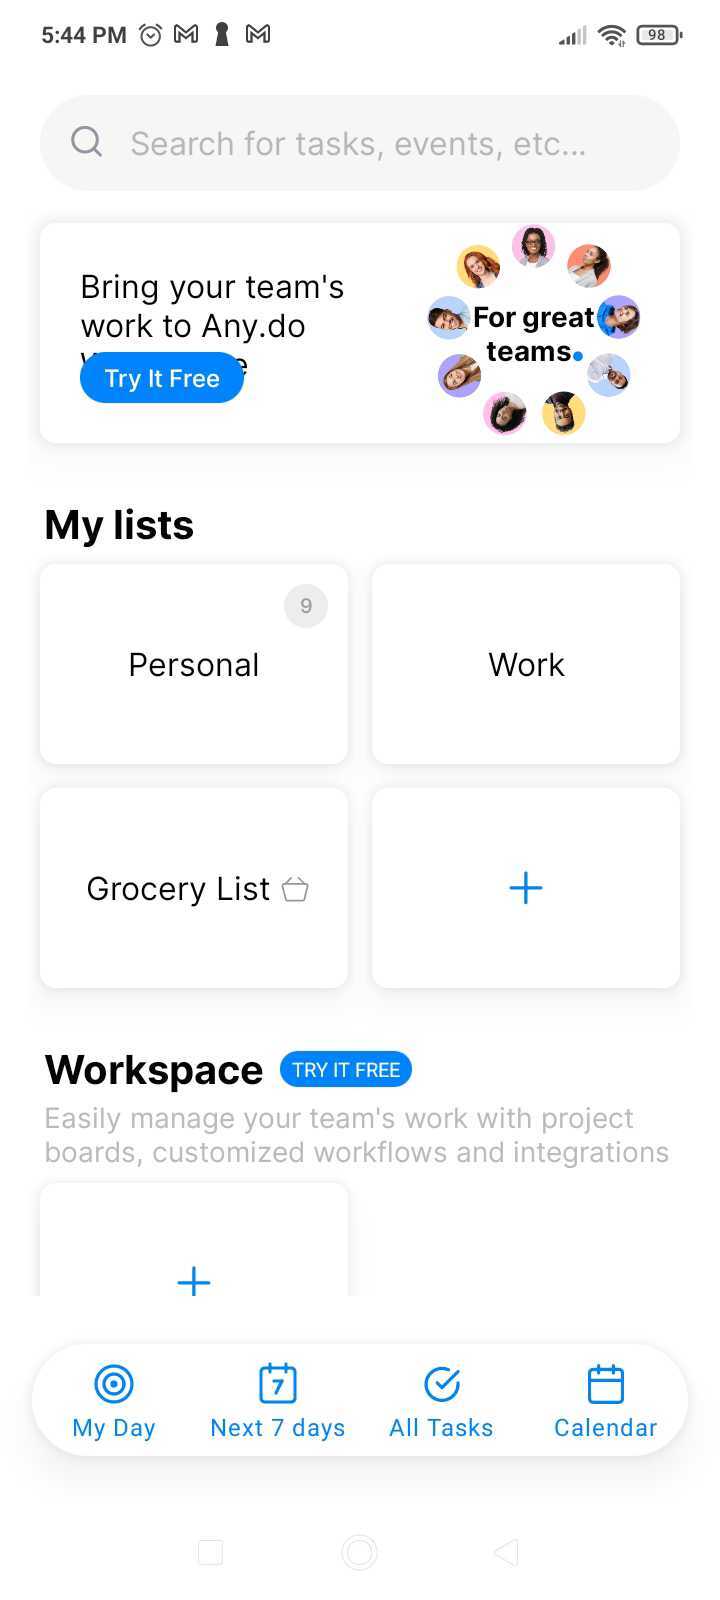 5:44 PM
98
Search for tasks, events, etc...
Bring your team's
work to Any.do
Try It Free
For great
teams.
My lists
9
Personal
Work
Grocery List
Workspace
TRY IT FREE
Easily manage your team's work with project
boards, customized workflows and integrations
7
My Day
Next 7 days
All Tasks
Calendar